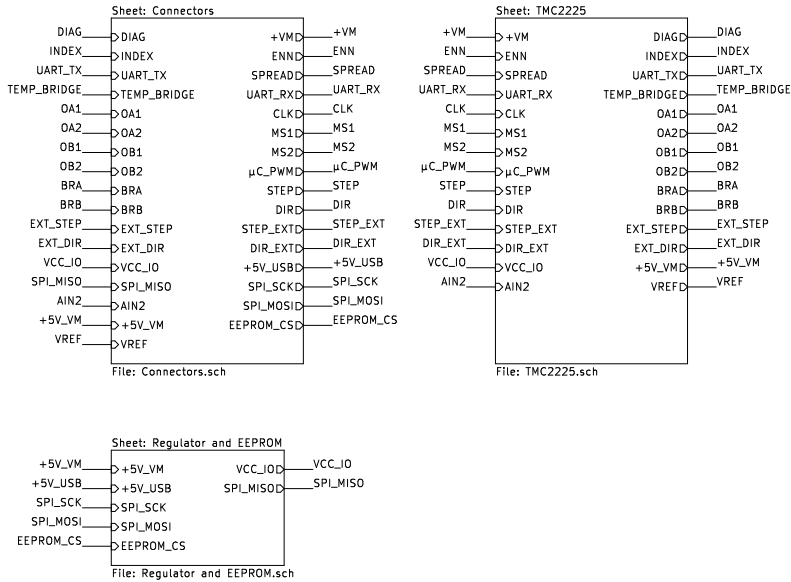 Sheet: Connectors
DIAG DIAG +VM +VM
INDEX INDEX ENN ENN
UART_TX UART_TX SPREAD SPREAD
TEMP_BRIDGE TEMP_BRIDGE UART_RX UART_RX
OA1 OA1 CLK CLK
OA2 OA2 MS1 MS1
OB1 OB1 MS2 MS2
OB2 OB2 µC_PWM µC_PWM
BRA BRA STEP STEP
BRB BRB DIR DIR
EXT_STEP EXT_STEP STEP_EXT STEP_EXT
EXT_DIR EXT_DIR DIR_EXT DIR_EXT
VCC_IO VCC_IO +5V_USB +5V_USB
SPI_MISO SPI_MISO SPI_SCK SPI_SCK
AIN2 AIN2 SPI_MOSI SPI_MOSI
+5V_VM +5V_VM EEPROM_CS EEPROM_CS
VREF VREF
File: Connectors.sch
Sheet: TMC2225
+VM +VM DIAG DIAG
ENN ENN INDEX INDEX
SPREAD SPREAD UART_TX UART_TX
UART_RX UART_RX TEMP_BRIDGE TEMP_BRIDGE
CLK CLK OA1 OA1
MS1 MS1 OA2 OA2
MS2 MS2 OB1 OB1
µC_PWM µC_PWM OB2 OB2
STEP STEP BRA BRA
DIR DIR BRB BRB
STEP_EXT STEP_EXT EXT_STEP EXT_STEP
DIR_EXT DIR_EXT EXT_DIR EXT_DIR
VCC_IO VCC_IO +5V_VM +5V_VM
AIN2 AIN2 VREF VREF
File: TMC2225.sch
Sheet: Regulator and EEPROM
+5V_VM +5V_VM VCC_IO VCC_IO
+5V_USB +5V_USB SPI_MISO SPI_MISO
SPI_SCK SPI_SCK
SPI_MOSI SPI_MOSI
EEPROM_CS EEPROM_CS
File: Regulator and EEPROM.sch